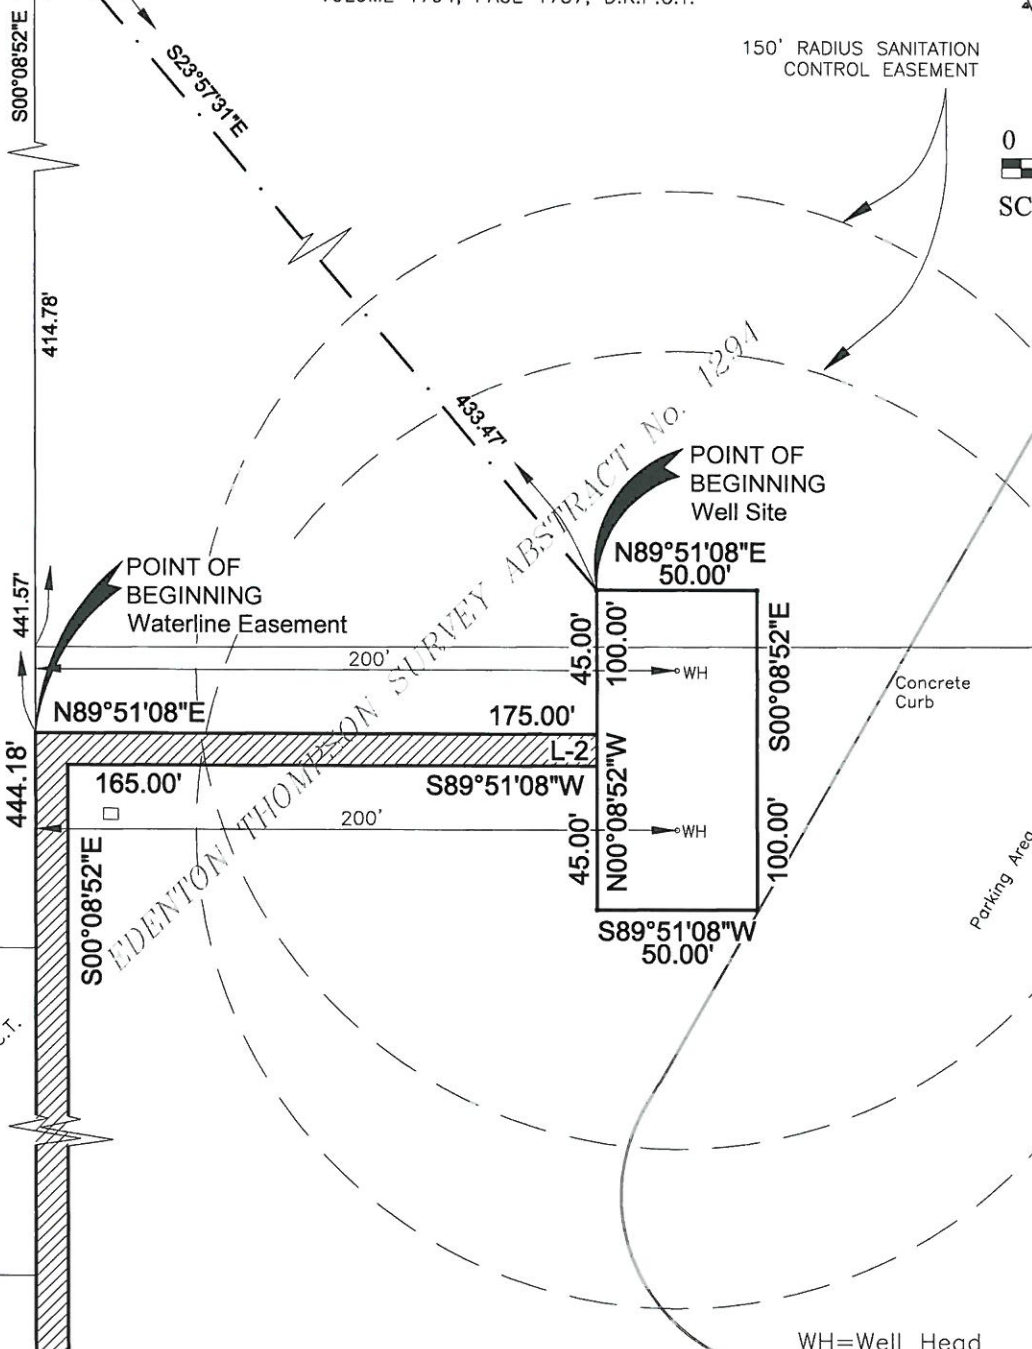 S00°08'52"E
S23°57'31"E
150' RADIUS SANITATION
CONTROL EASEMENT
0
414.78'
EDENTON THOMPSON SURVEY ABSTRACT No. 1294
433.47'
POINT OF
BEGINNING
Well Site
N89°51'08"E
50.00'
POINT OF
BEGINNING
Waterline Easement
441.57'
45.00'
100.00'
S00°08'52"E
200'
WH
Concrete
Curb
N89°51'08"E
175.00'
L-2
444.18'
165.00'
S89°51'08"W
N00°08'52"W
200'
WH
S00°08'52"E
45.00'
100.00'
Parking Area
S89°51'08"W
50.00'
WH=Well Head